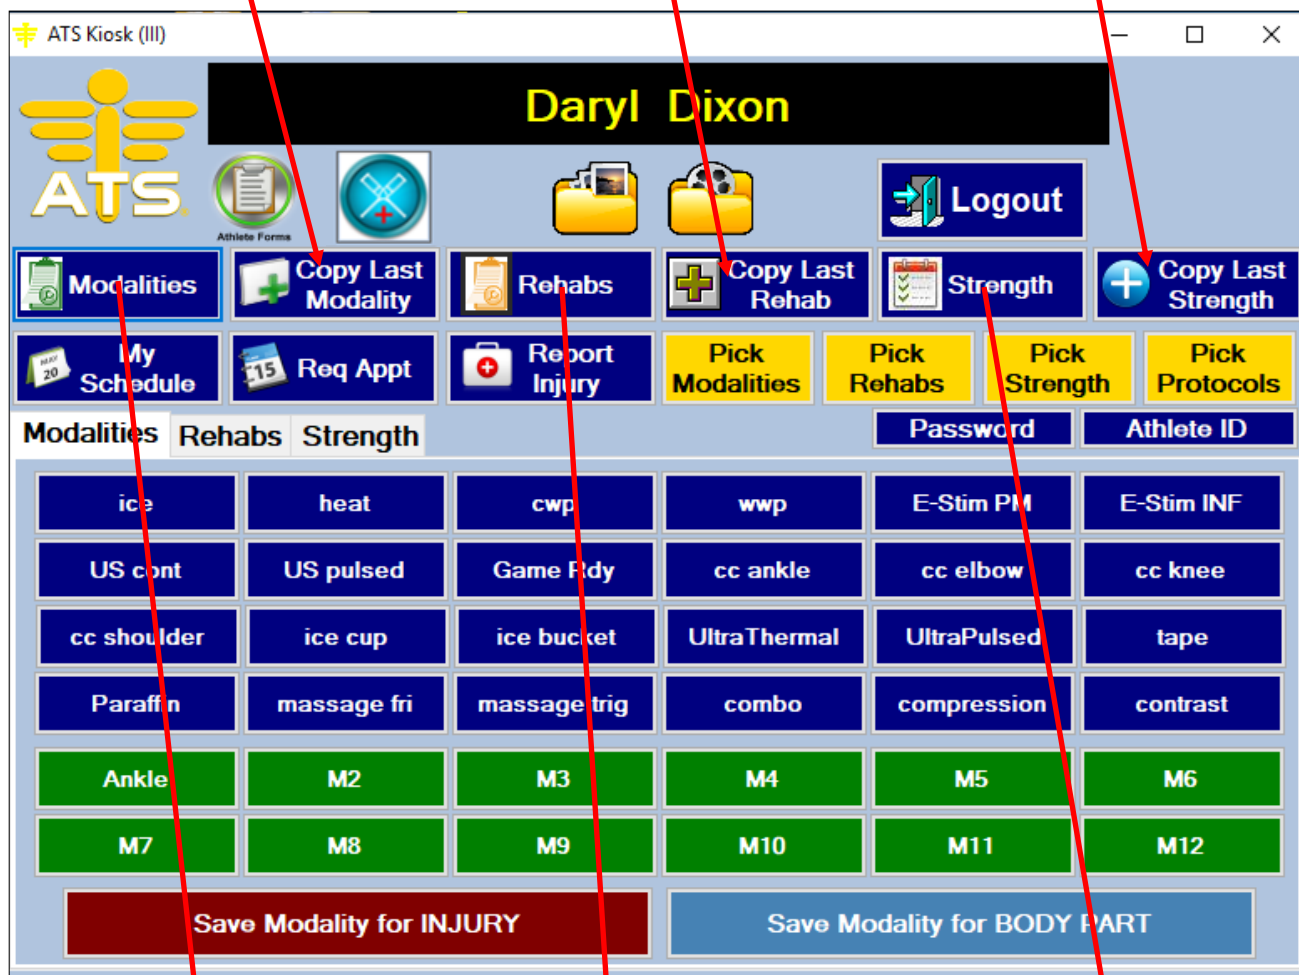 ATS Kiosk (III)
Daryl Dixon
ATS
Athlete Forms
Logout
Modalities
Copy Last
Modality
Rehabs
Copy Last
Rehab
Strength
Copy Last
Strength
MAY
20
My
Schedule
15
Req Appt
Report
Injury
Pick
Modalities
Pick
Rehabs
Pick
Strength
Pick
Protocols
Modalities Rehabs Strength
Password
Athlete ID
ice heat cwp wwp E-Stim PM E-Stim INF
US cont US pulsed Game Rdy cc ankle cc elbow cc knee
cc shoulder ice cup ice bucket UltraThermal UltraPulsed tape
Paraffin massage fri massage trig combo compression contrast
Ankle M2 M3 M4 M5 M6
M7 M8 M9 M10 M11 M12
Save Modality for INJURY
Save Modality for BODY PART